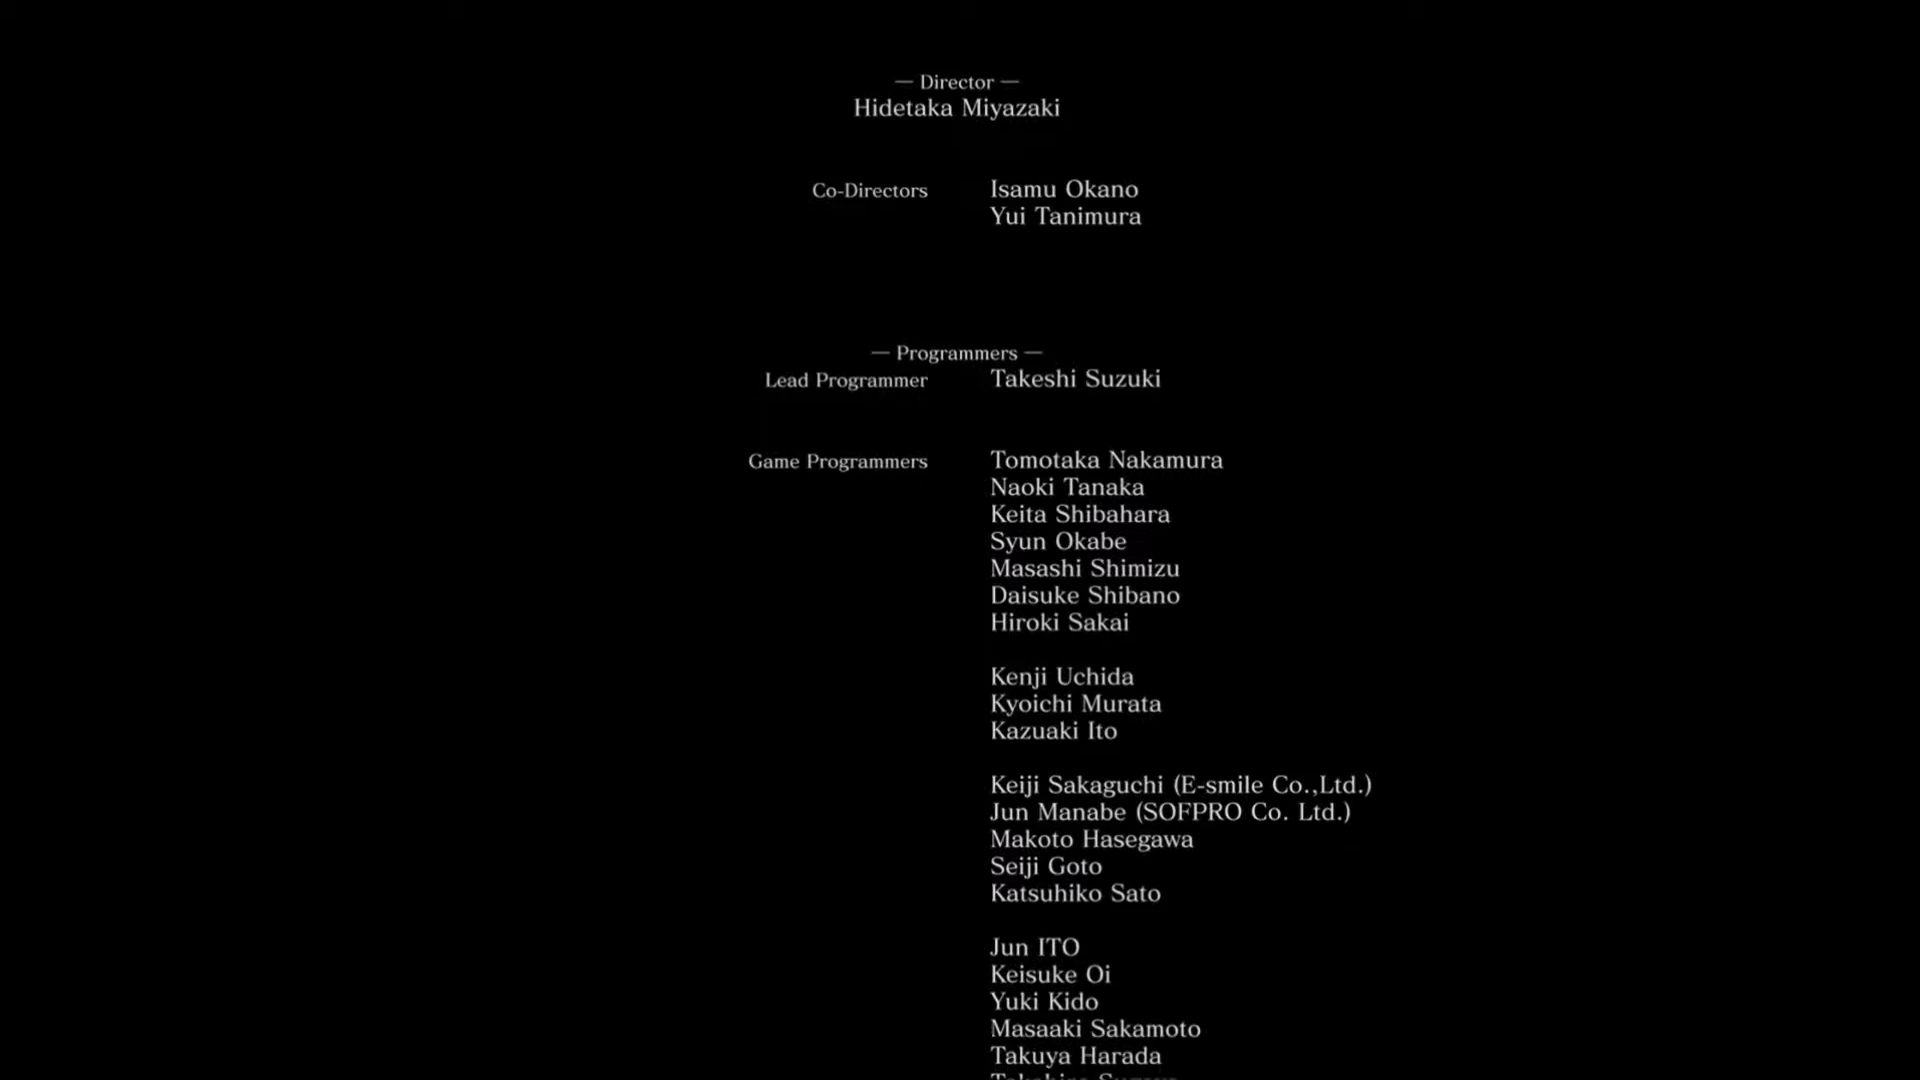 — Director —
Hidetaka Miyazaki
Co-Directors Isamu Okano
Yui Tanimura
— Programmers —
Lead Programmer Takeshi Suzuki
Game Programmers Tomotaka Nakamura
Naoki Tanaka
Keita Shibahara
Syun Okabe
Masashi Shimizu
Daisuke Shibano
Hiroki Sakai
Kenji Uchida
Kyoichi Murata
Kazuaki Ito
Keiji Sakaguchi (E-smile Co.,Ltd.)
Jun Manabe (SOFPRO Co. Ltd.)
Makoto Hasegawa
Seiji Goto
Katsuhiko Sato
Jun ITO
Keisuke Oi
Yuki Kido
Masaaki Sakamoto
Takuya Harada